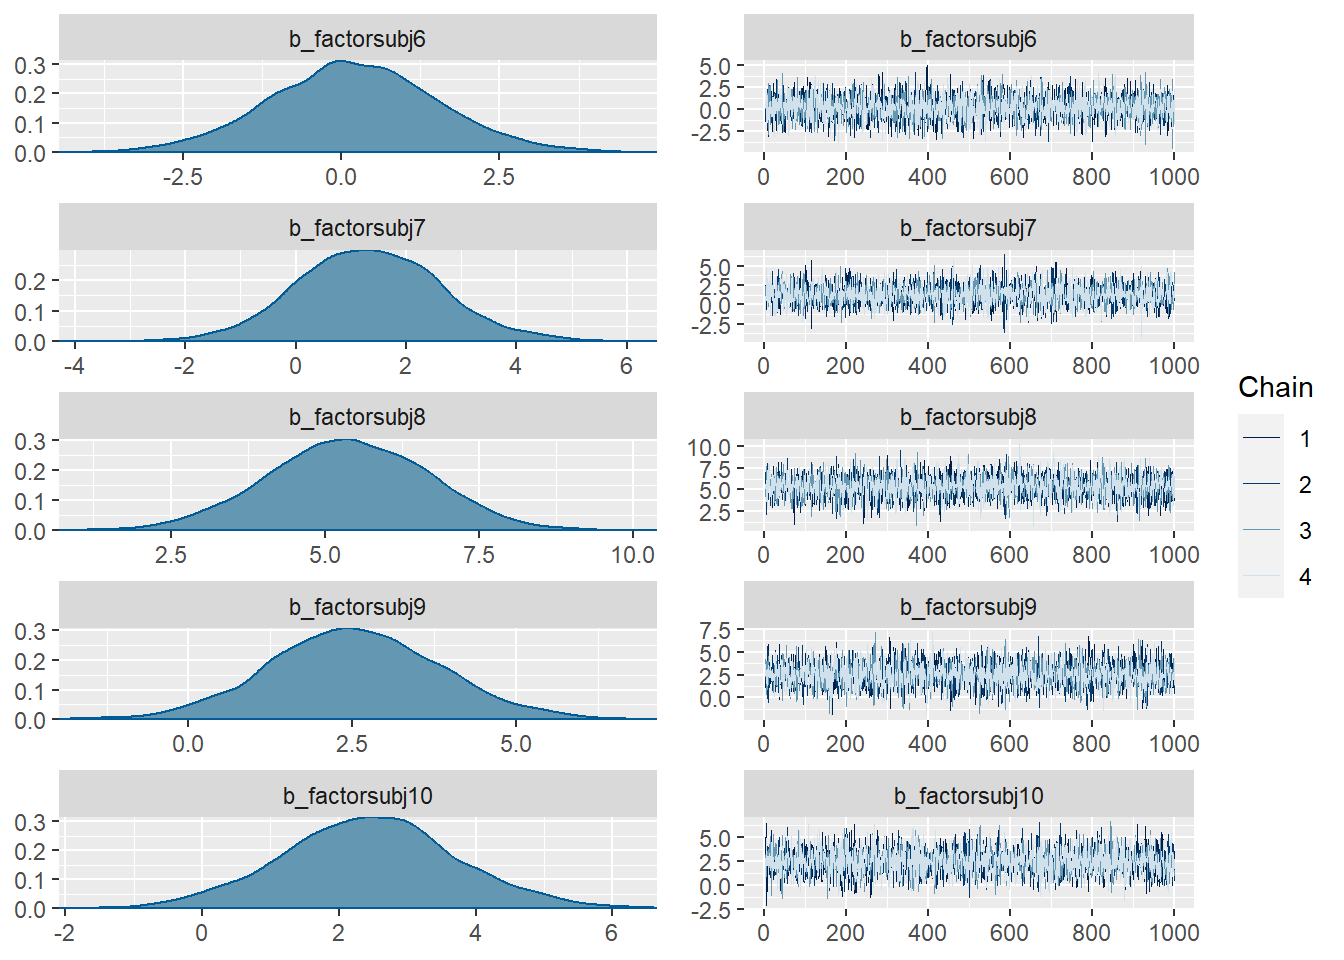 b_factorsubj6 b_factorsubj6
0.3
0.2
0.1
0.0
-2.5 0.0 2.5
5.0
2.5
0.0
-2.5
0 200 400 600 800 1000
b_factorsubj7 b_factorsubj7
0.2
0.1
0.0
-4 -2 0 2 4 6
5.0
2.5
0.0
-2.5
0 200 400 600 800 1000
b_factorsubj8 b_factorsubj8
0.3
0.2
0.1
0.0
2.5 5.0 7.5 10.0
10.0
7.5
5.0
2.5
0 200 400 600 800 1000
b_factorsubj9 b_factorsubj9
0.3
0.2
0.1
0.0
0.0 2.5 5.0
7.5
5.0
2.5
0.0
0 200 400 600 800 1000
b_factorsubj10 b_factorsubj10
0.3
0.2
0.1
0.0
-2 0 2 4 6
5.0
2.5
0.0
-2.5
0 200 400 600 800 1000
Chain
1
2
3
4